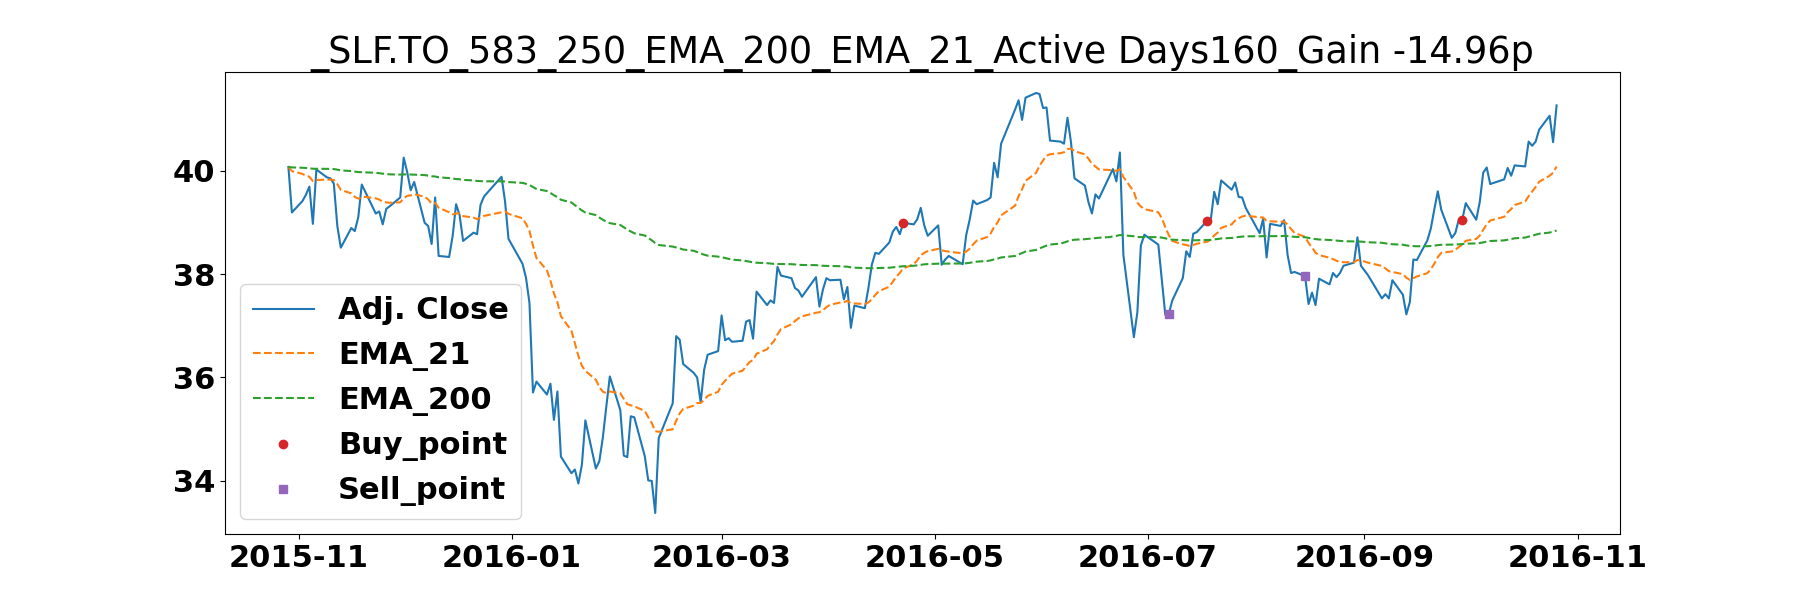 _SLF.TO_583_250_EMA_200_EMA_21_Active Days160_Gain -14.96p
40
38
36
34
Adj. Close
EMA_21
EMA_200
Buy_point
Sell_point
2015-11 2016-01 2016-03 2016-05 2016-07 2016-09 2016-11